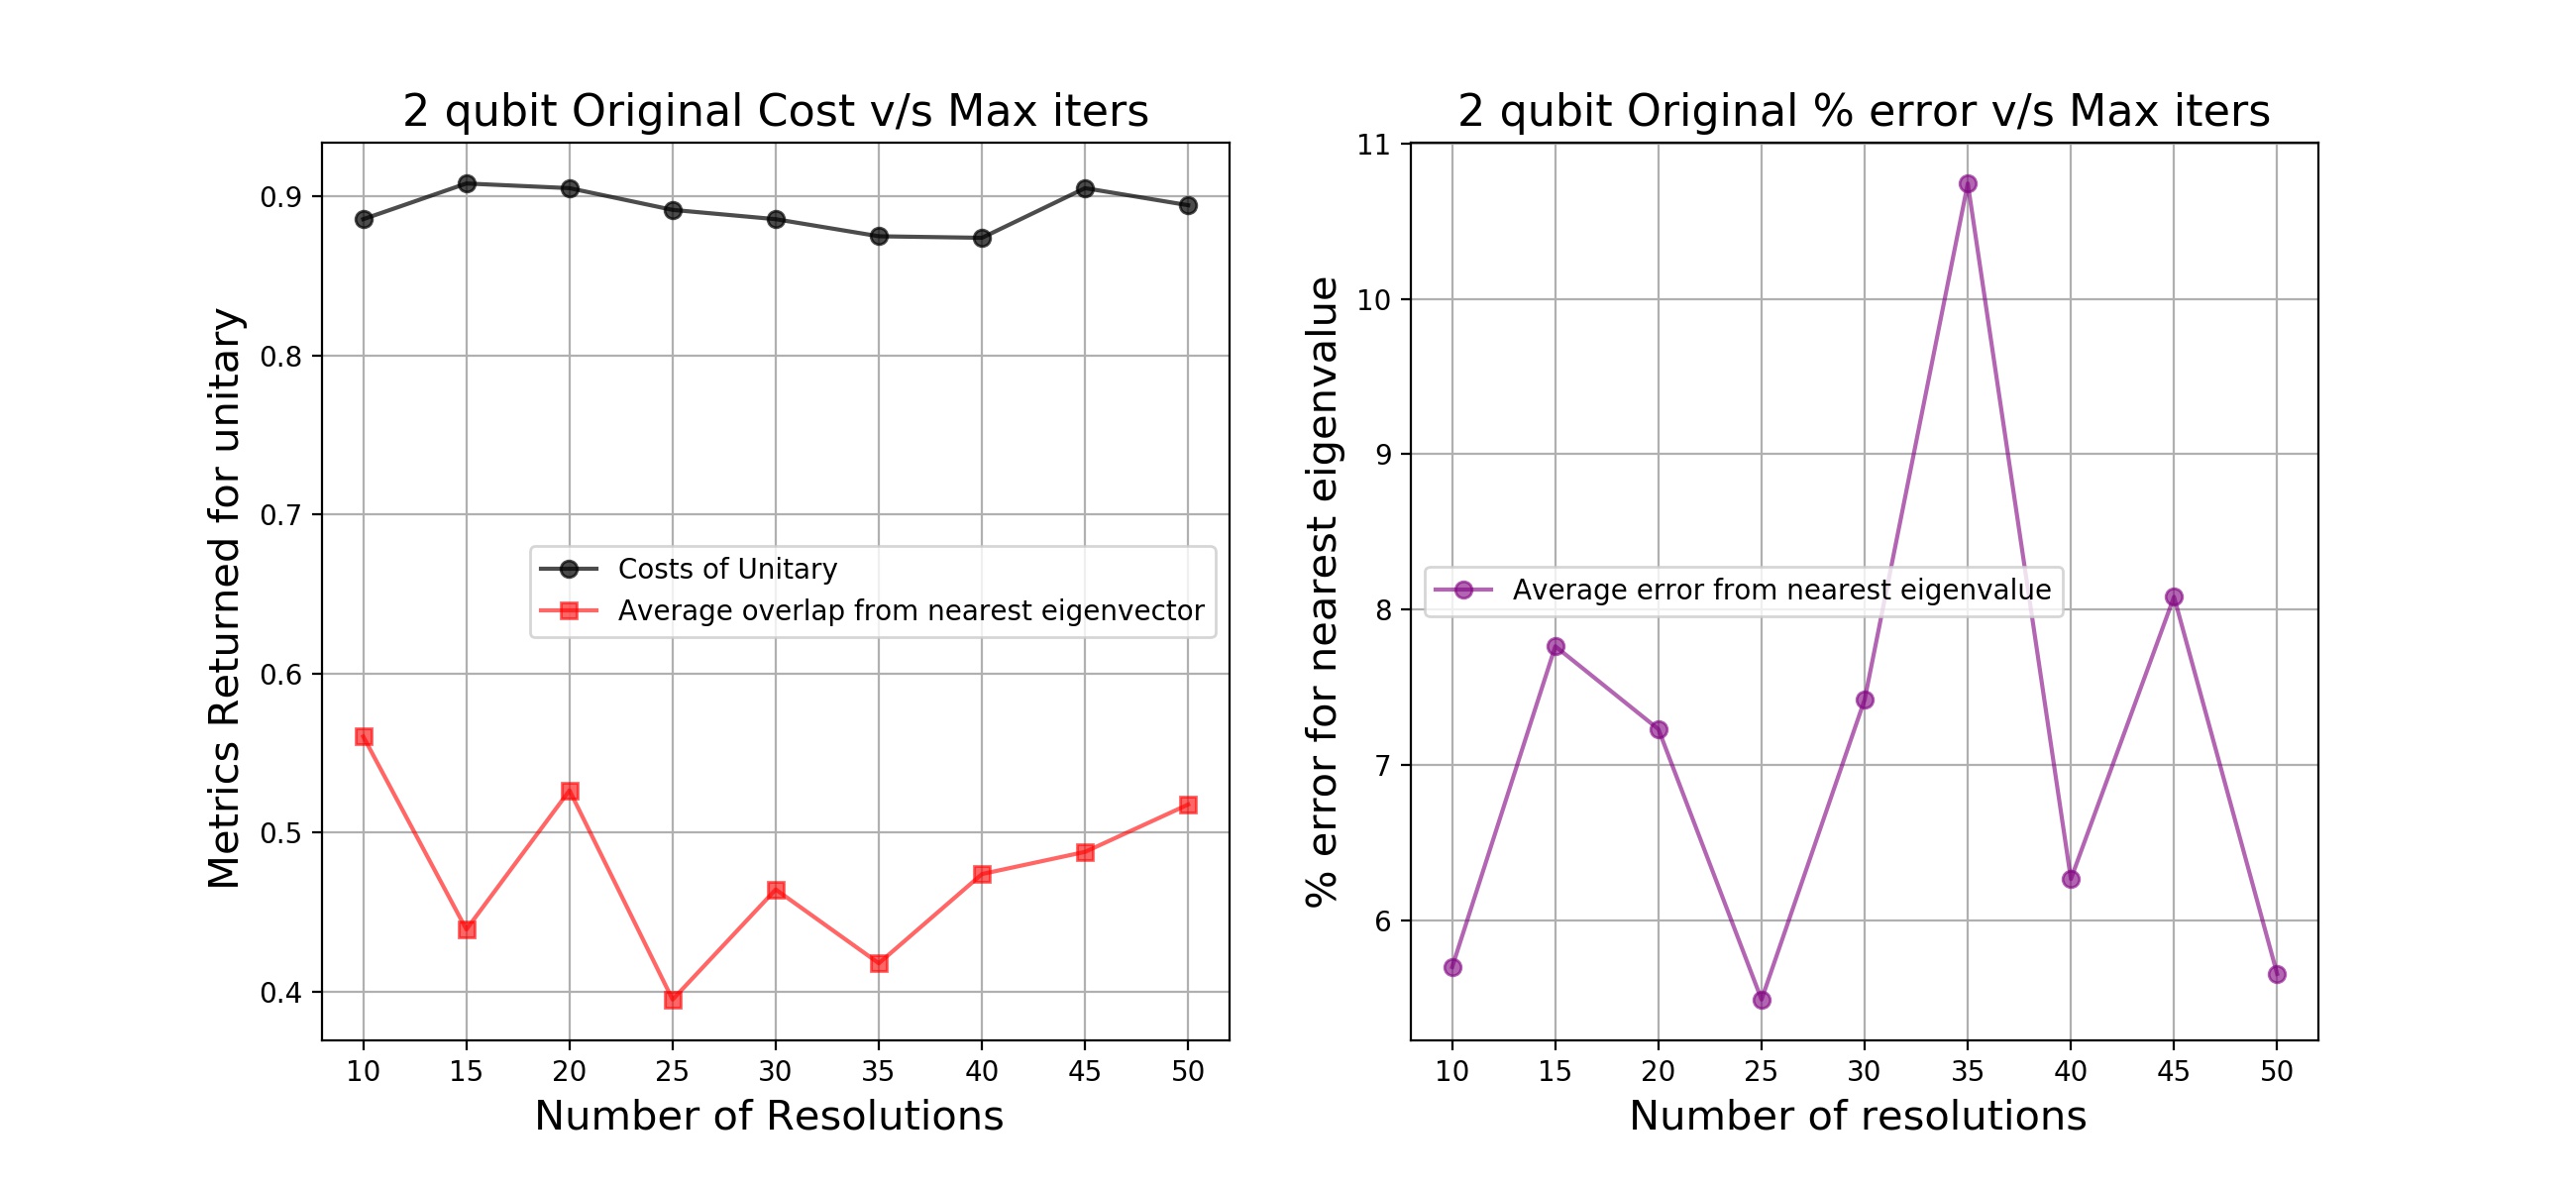 2 qubit Original Cost v/s Max iters
Metrics Returned for unitary
0.9
0.8
0.7
0.6
0.5
0.4
Costs of Unitary
Average overlap from nearest eigenvector
10 15 20 25 30 35 40 45 50
Number of Resolutions
2 qubit Original % error v/s Max iters
% error for nearest eigenvalue
11
10
9
8
7
6
Average error from nearest eigenvalue
10 15 20 25 30 35 40 45 50
Number of resolutions